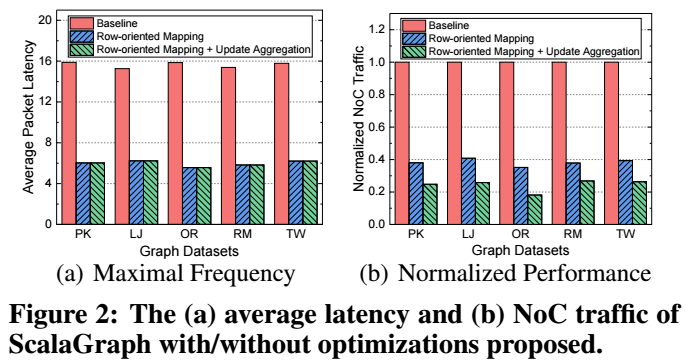 20
16
12
8
4
0
Average Packet Latency
Baseline
Row-oriented Mapping
Row-oriented Mapping + Update Aggregation
PK LJ OR RM TW
Graph Datasets
(a) Maximal Frequency
1.2
1.0
0.8
0.6
0.4
0.2
0.0
Normalized NoC Traffic
Baseline
Row-oriented Mapping
Row-oriented Mapping + Update Aggregation
PK LJ OR RM TW
Graph Datasets
(b) Normalized Performance
Figure 2: The (a) average latency and (b) NoC traffic of
ScalaGraph with/without optimizations proposed.